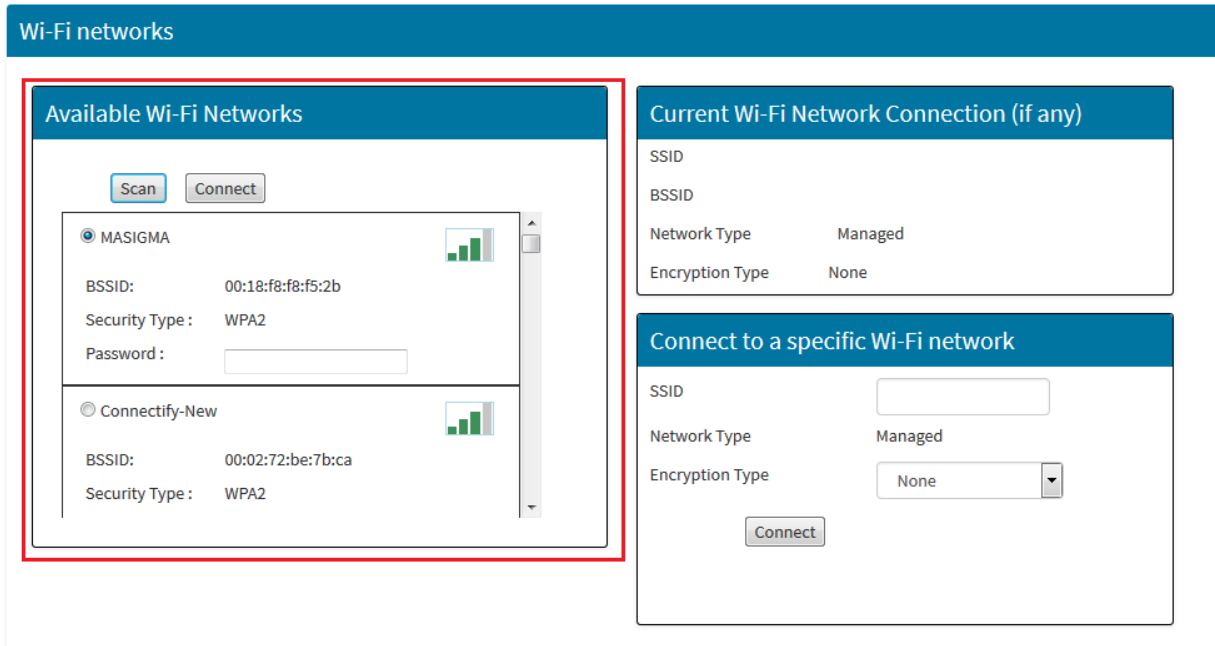 Wi-Fi networks
Available Wi-Fi Networks
Scan Connect
MASIGMA
BSSID: 00:18:f8:f8:f5:2b
Security Type : WPA2
Password :
Connectify-New
BSSID: 00:02:72:be:7b:ca
Security Type : WPA2
Current Wi-Fi Network Connection (if any)
SSID
BSSID
Network Type Managed
Encryption Type None
Connect to a specific Wi-Fi network
SSID
Network Type Managed
Encryption Type None
Connect